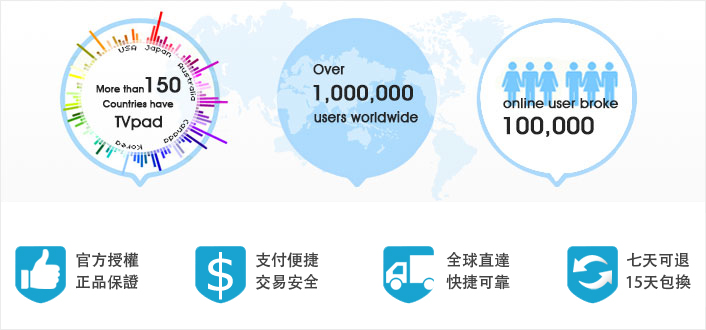 USA
Japan
Australia
Canada
Korea
More than 150
Countries have
TVpad
Over
1,000,000
users worldwide
online user broke
100,000
官方授權
正品保證
支付便捷
交易安全
全球直達
快捷可靠
七天可退
15天包換